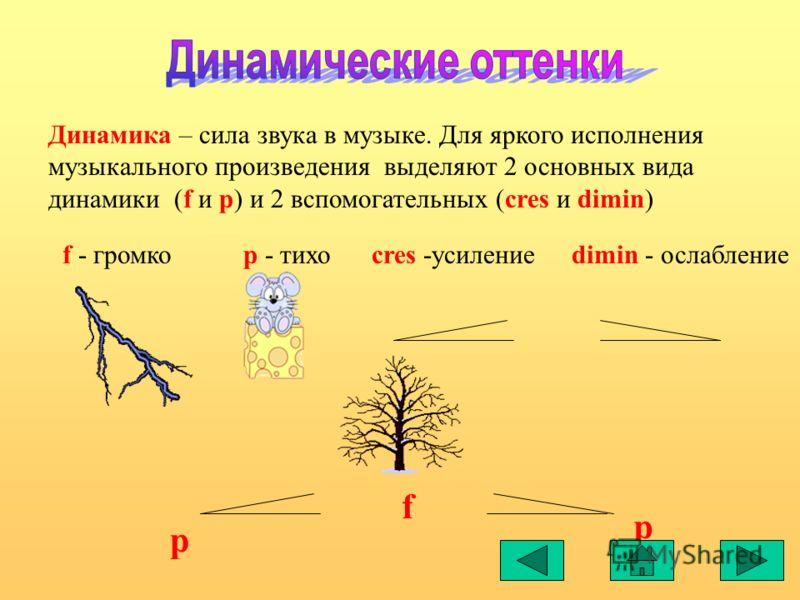 Динамические оттенки
Динамика – сила звука в музыке. Для яркого исполнения
музыкального произведения выделяют 2 основных вида
динамики (f и p) и 2 вспомогательных (cres и dimin)
f - громко p - тихо cres -усиление dimin - ослабление
f
p p
MyShared